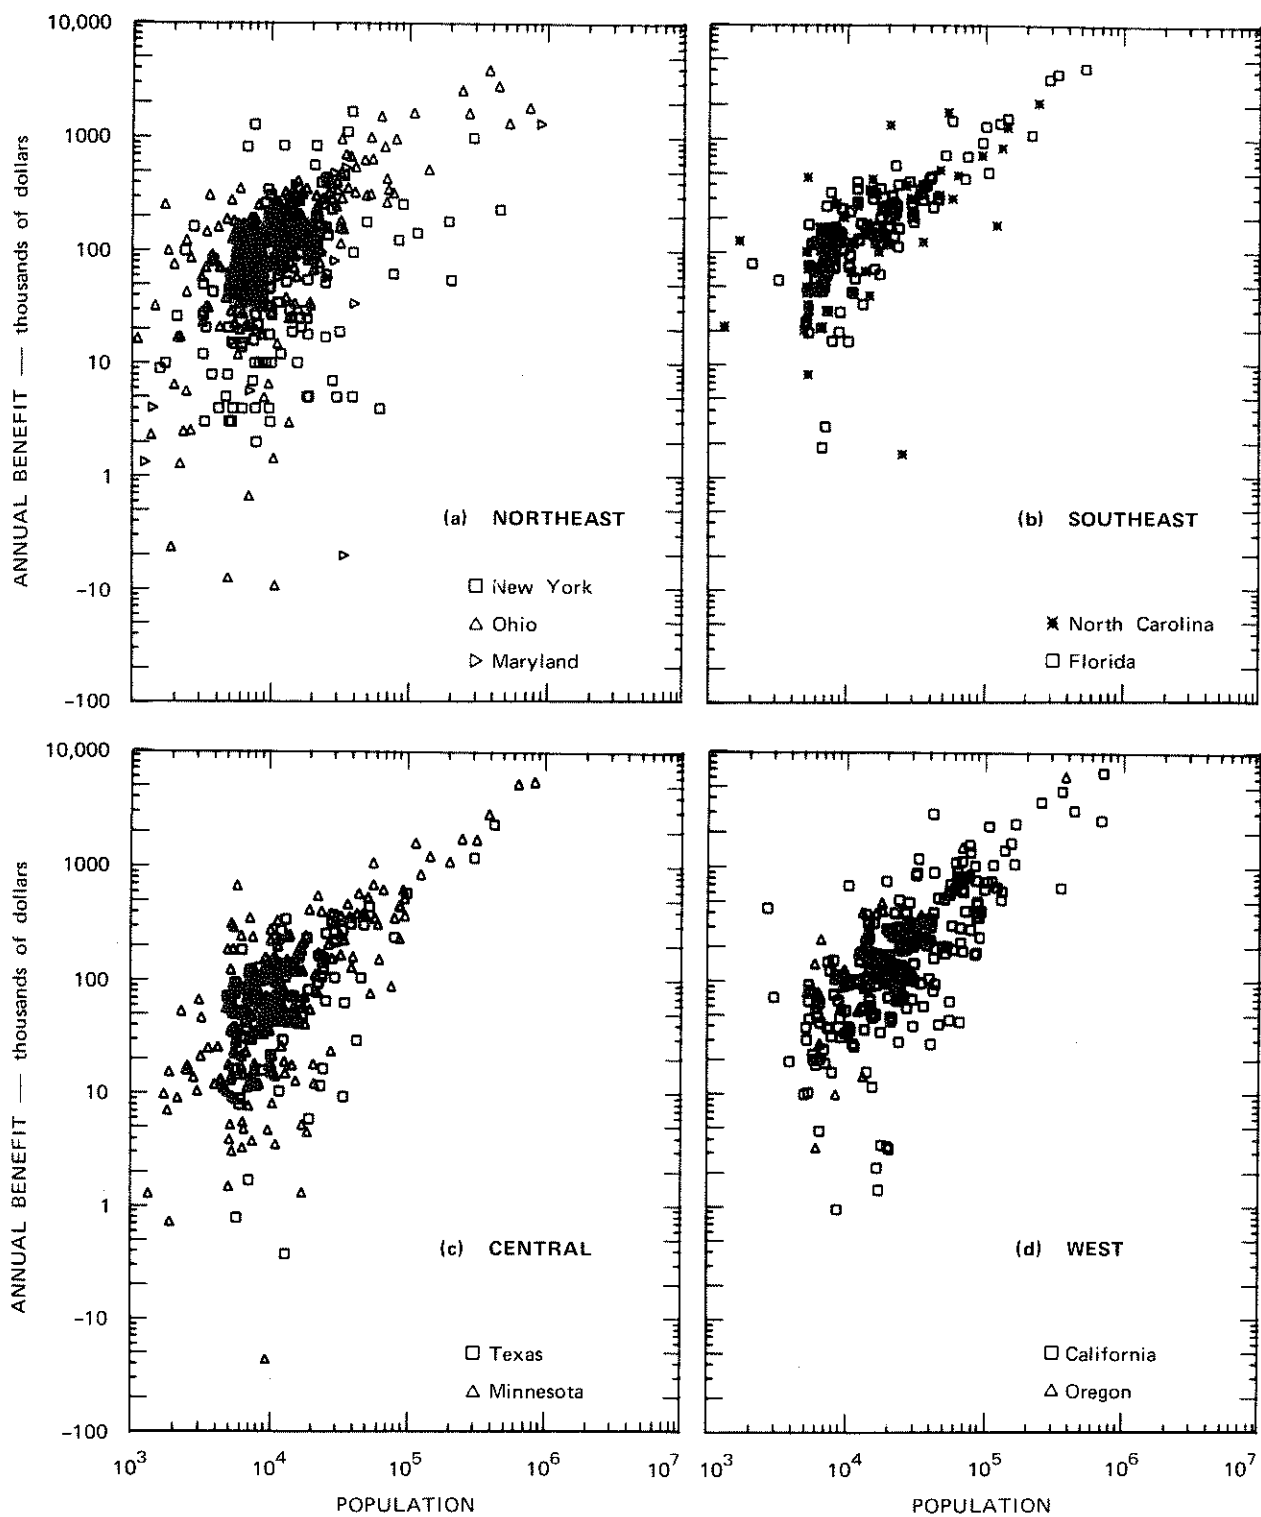 10,000
1000
100
10
1
-10
-100
ANNUAL BENEFIT — thousands of dollars
(a) NORTHEAST
New York
Ohio
Maryland
(b) SOUTHEAST
North Carolina
Florida
10,000
1000
100
10
1
-10
-100
ANNUAL BENEFIT — thousands of dollars
(c) CENTRAL
Texas
Minnesota
10³ 10⁴ 10⁵ 10⁶ 10⁷
POPULATION
(d) WEST
California
Oregon
10³ 10⁴ 10⁵ 10⁶ 10⁷
POPULATION